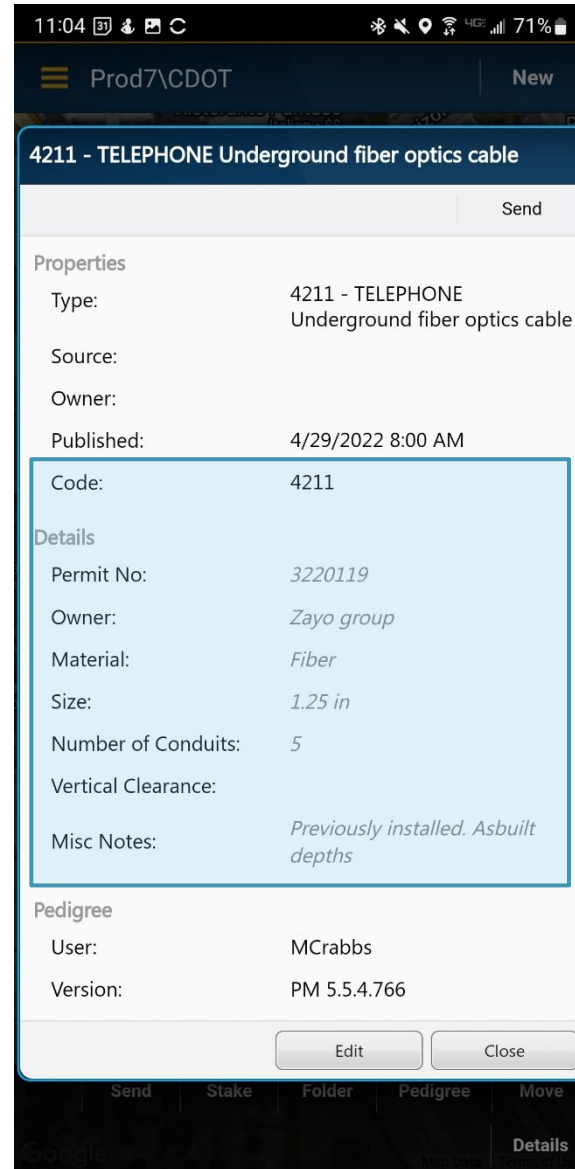 11:04 31 4GE 71%
Prod7\CDOT New
4211 - TELEPHONE Underground fiber optics cable
Send
Properties
Type: 4211 - TELEPHONE
Underground fiber optics cable
Source:
Owner:
Published: 4/29/2022 8:00 AM
Code: 4211
Details
Permit No: 3220119
Owner: Zayo group
Material: Fiber
Size: 1.25 in
Number of Conduits: 5
Vertical Clearance:
Misc Notes: Previously installed. Asbuilt
depths
Pedigree
User: MCrabbs
Version: PM 5.5.4.766
Edit Close
Send Stake Folder Pedigree Move
Google Details